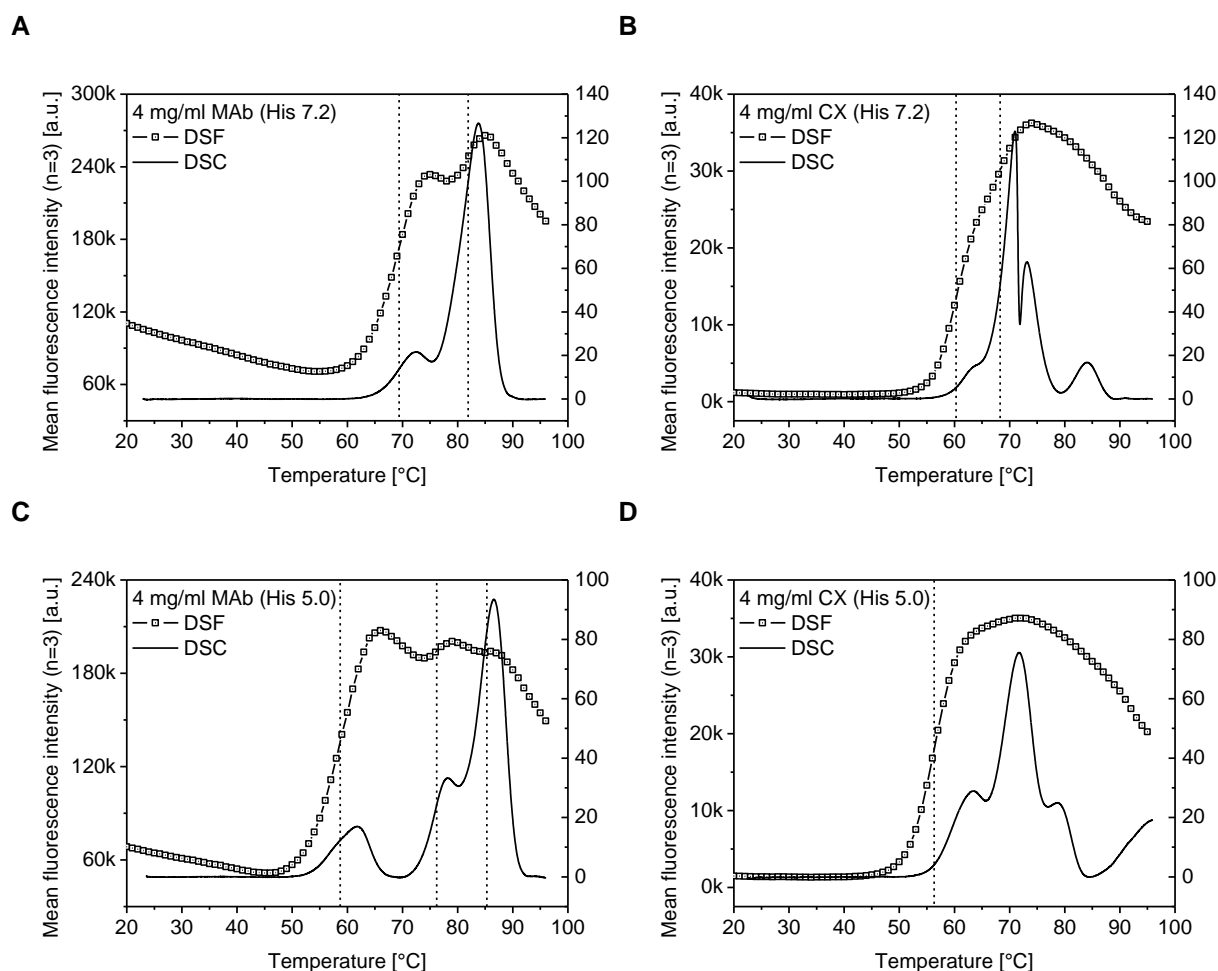 A
B
4 mg/ml MAb (His 7.2)
DSF
DSC
300k
240k
180k
120k
60k
140
120
100
80
60
40
20
0
20 30 40 50 60 70 80 90 100
Mean fluorescence intensity (n=3) [a.u.]
Temperature [°C]
4 mg/ml CX (His 7.2)
DSF
DSC
40k
30k
20k
10k
0k
140
120
100
80
60
40
20
0
20 30 40 50 60 70 80 90 100
Mean fluorescence intensity (n=3) [a.u.]
Temperature [°C]
C
D
4 mg/ml MAb (His 5.0)
DSF
DSC
240k
180k
120k
60k
100
80
60
40
20
0
20 30 40 50 60 70 80 90 100
Mean fluorescence intensity (n=3) [a.u.]
Temperature [°C]
4 mg/ml CX (His 5.0)
DSF
DSC
40k
30k
20k
10k
0k
100
80
60
40
20
0
20 30 40 50 60 70 80 90 100
Mean fluorescence intensity (n=3) [a.u.]
Temperature [°C]